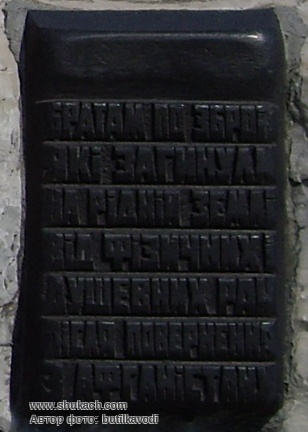 БРАТАМ ПО ЗБРОЇ
ЯКІ ЗАГИНУЛИ
НА РІДНІЙ ЗЕМЛІ
ВІД ФІЗИЧНИХ І
ДУШЕВНИХ РАН
ПІСЛЯ ПОВЕРНЕННЯ
З АФГАНІСТАНУ
www.shukach.com
Автор фото: butilkavodi